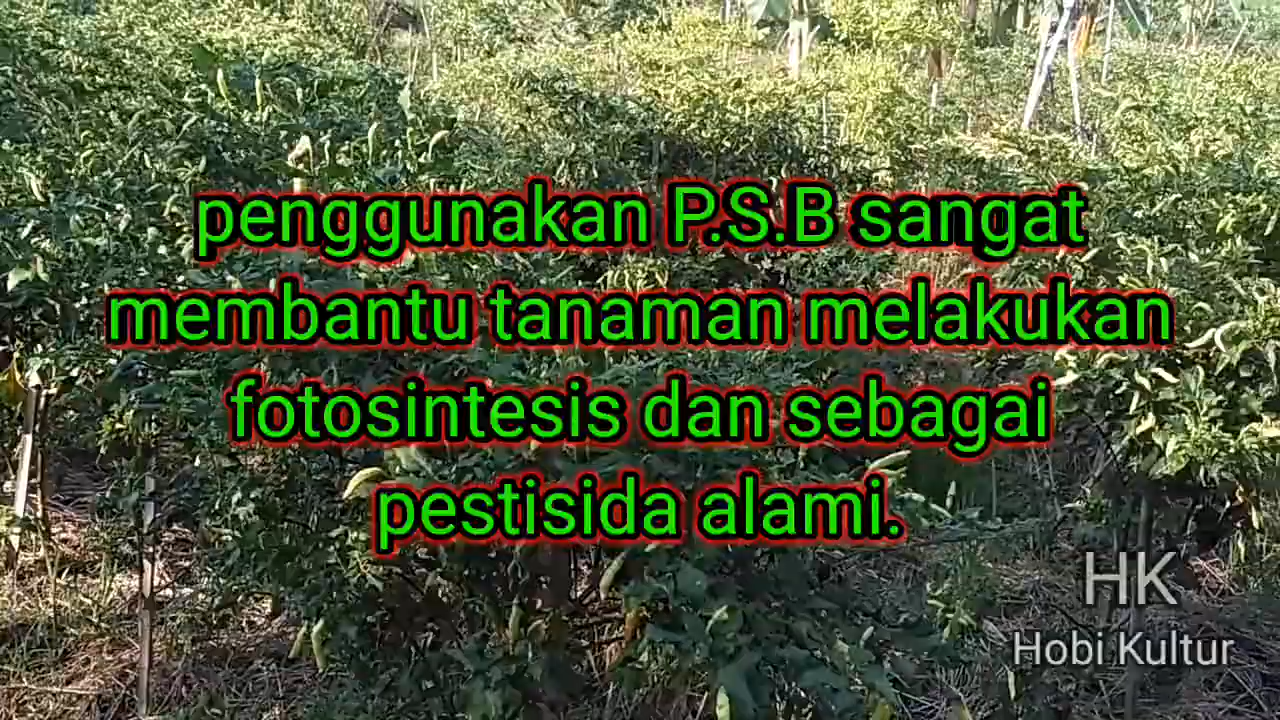 penggunakan P.S.B sangat
membantu tanaman melakukan
fotosintesis dan sebagai
pestisida alami.
HK
Hobi Kultur